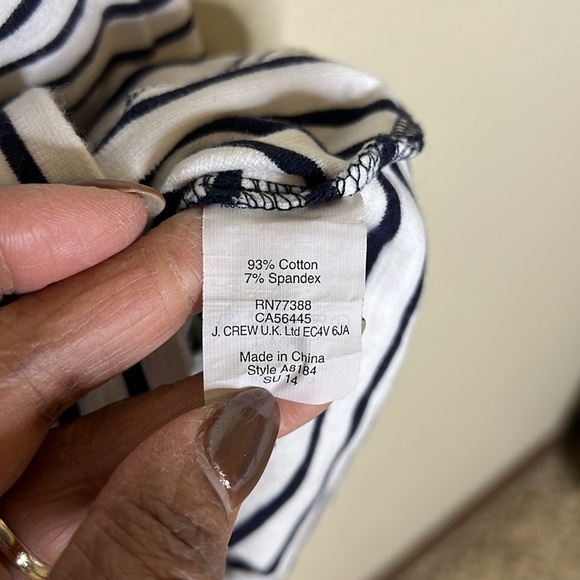 93% Cotton
7% Spandex
RN77388
CA56445
J. CREW U.K. Ltd EC4V 6JA
Made in China
Style A8184
SU 14